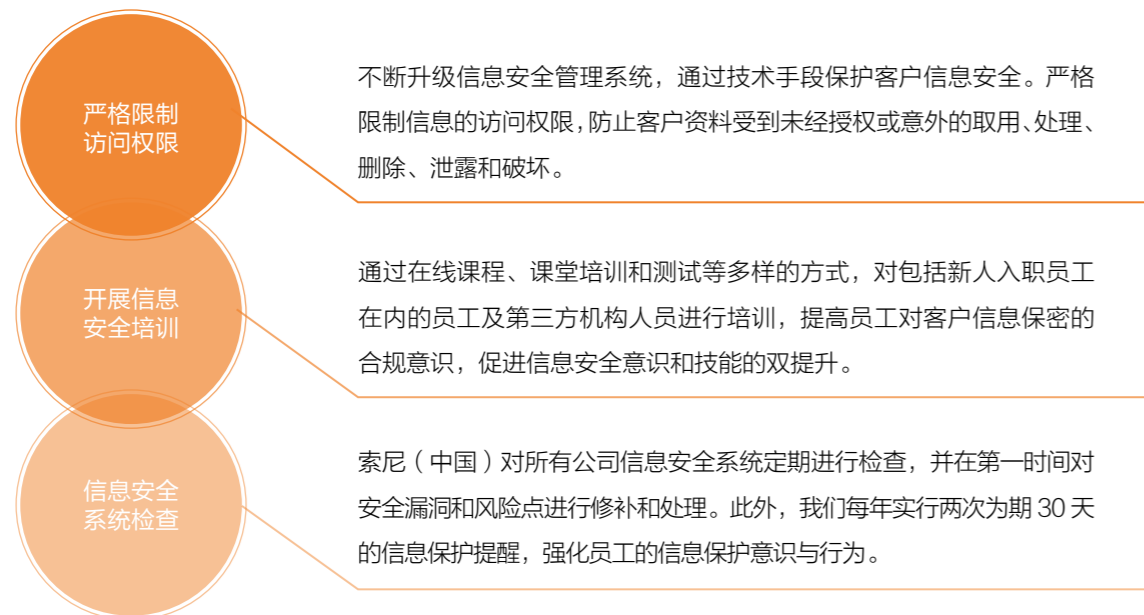 严格限制
访问权限
不断升级信息安全管理系统，通过技术手段保护客户信息安全。严格
限制信息的访问权限，防止客户资料受到未经授权或意外的取用、处理、
删除、泄露和破坏。
开展信息
安全培训
通过在线课程、课堂培训和测试等多样的方式，对包括新人入职员工
在内的员工及第三方机构人员进行培训，提高员工对客户信息保密的
合规意识，促进信息安全意识和技能的双提升。
信息安全
系统检查
索尼（中国）对所有公司信息安全系统定期进行检查，并在第一时间对
安全漏洞和风险点进行修补和处理。此外，我们每年实行两次为期 30 天
的信息保护提醒，强化员工的信息保护意识与行为。